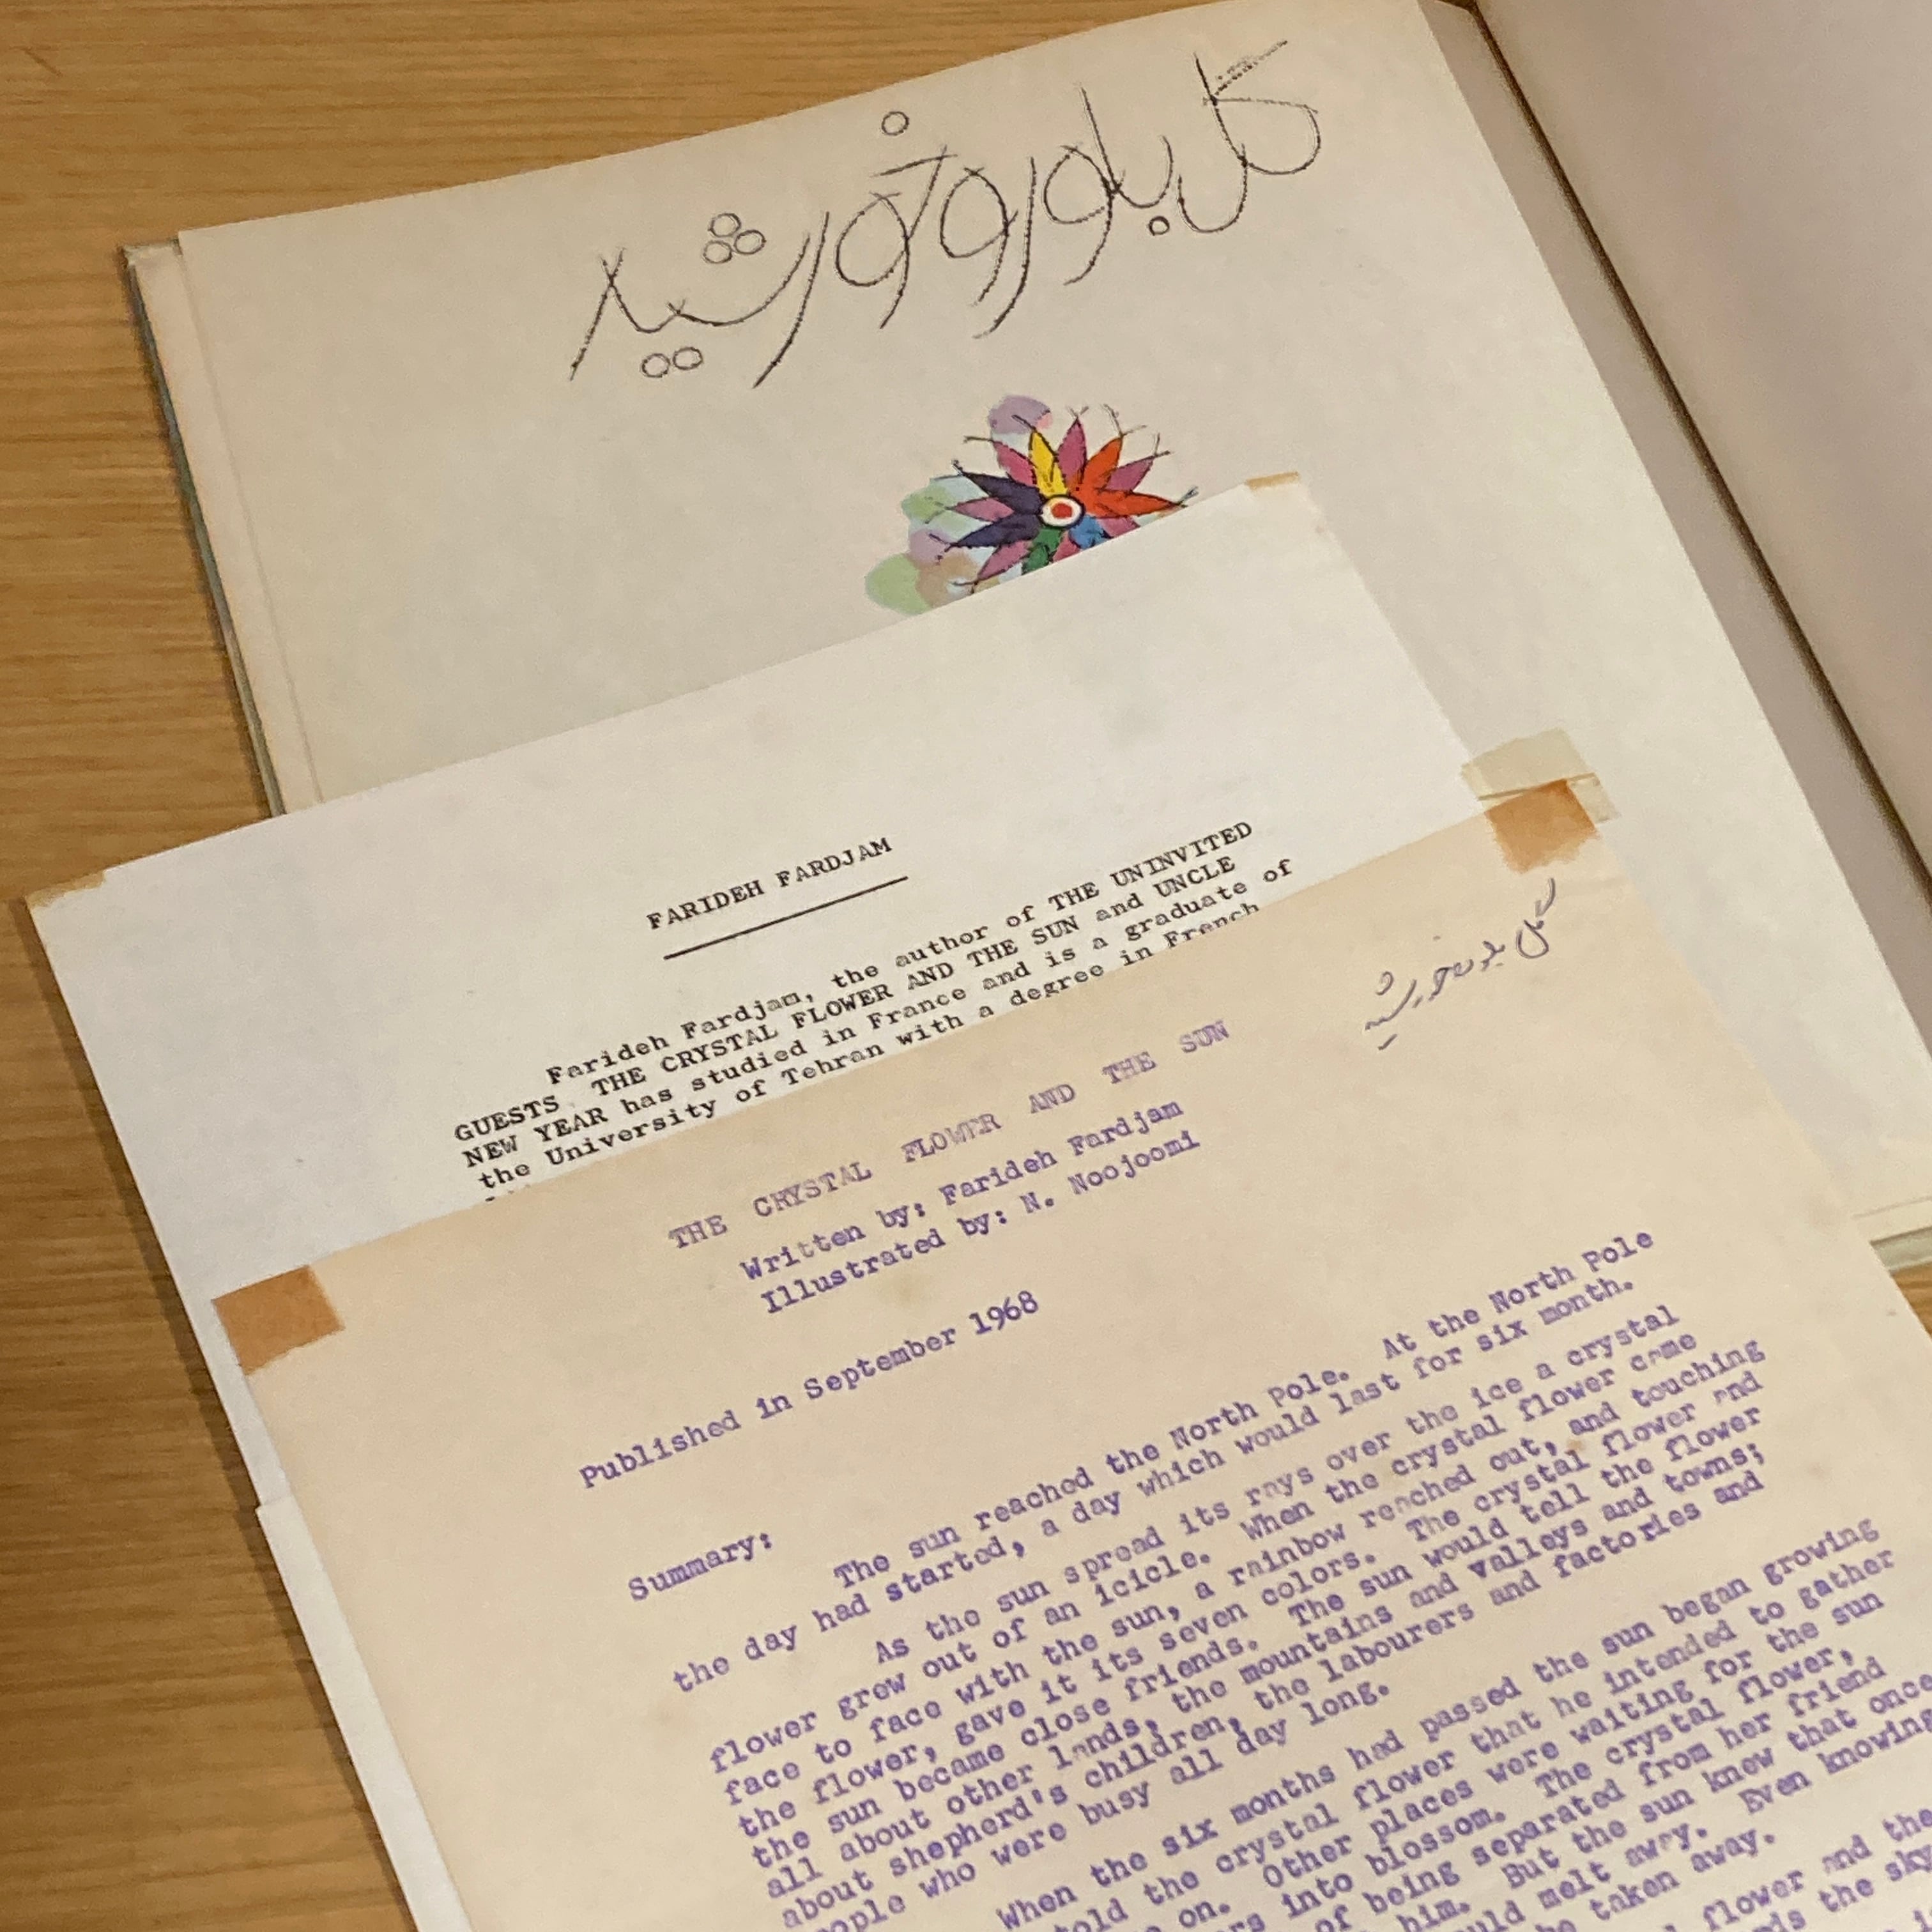 گل بلور و خورشید
FARIDEH FARDJAM
Farideh Fardjam, the author of THE UNINVITED
GUESTS, THE CRYSTAL FLOWER AND THE SUN and UNCLE
NEW YEAR has studied in France and is a graduate of
the University of Tehran with a degree in French
گل بلور و خورشید
THE CRYSTAL FLOWER AND THE SUN
Written by: Farideh Fardjam
Illustrated by: N. Noojoomi
Published in September 1968
Summary:
The sun reached the North Pole. At the North Pole
the day had started, a day which would last for six month.
As the sun spread its rays over the ice a crystal
flower grew out of an icicle. When the crystal flower came
face to face with the sun, a rainbow reached out, and touching
the flower, gave it its seven colors. The crystal flower and
the sun became close friends. The sun would tell the flower
all about other lands, the mountains and valleys and towns;
about shepherd's children, the labourers and factories and
people who were busy all day long.
When the six months had passed the sun began growing
told the crystal flower that he intended to gather
on. Other places were waiting for the sun
into blossom. The crystal flower,
of being separated from her friend
him. But the sun knew that once
would melt away. Even knowing
be taken away.
flower and the
the sky